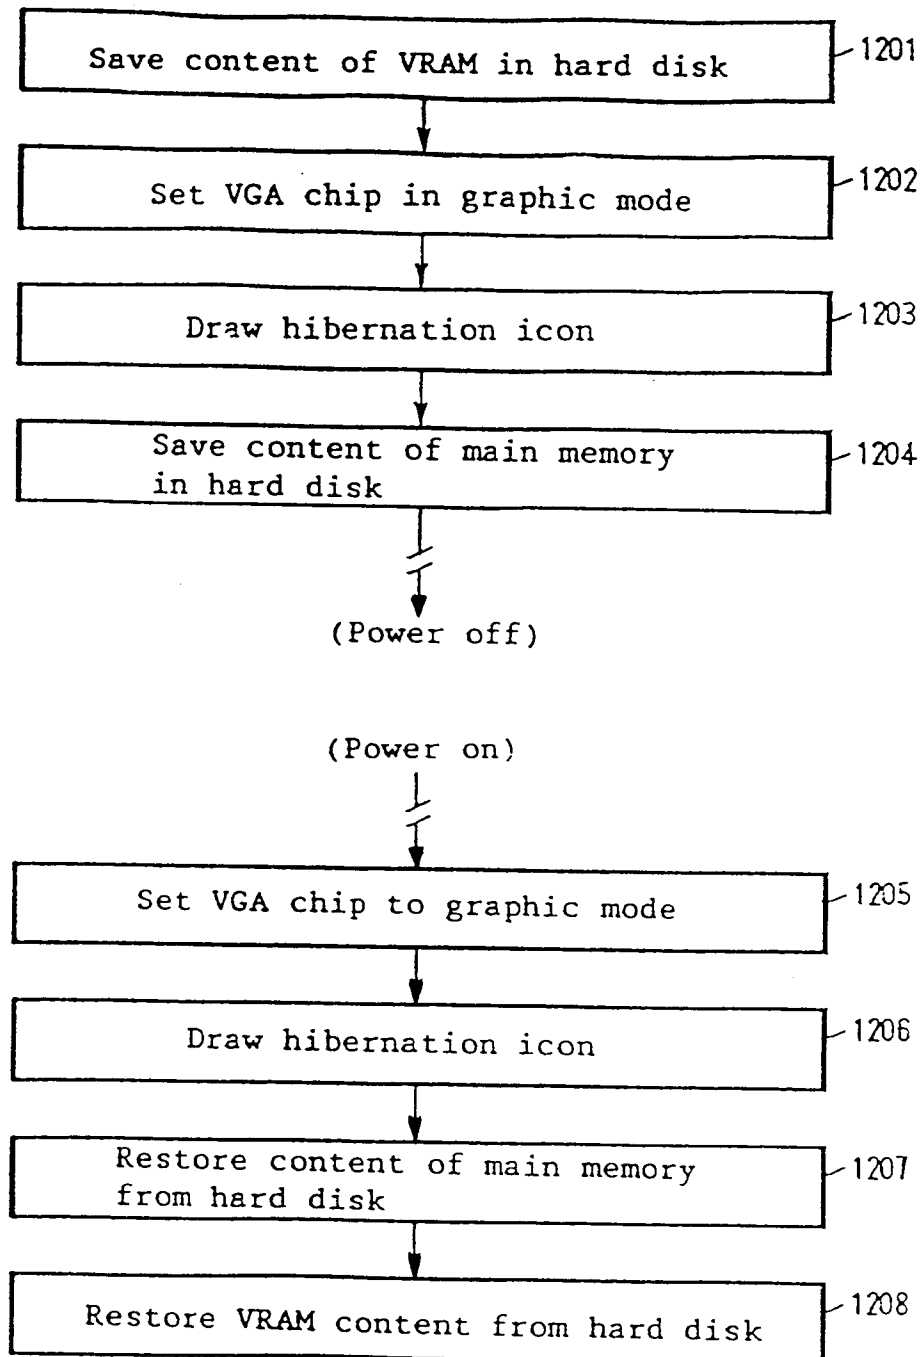 Save content of VRAM in hard disk
1201
Set VGA chip in graphic mode
1202
Draw hibernation icon
1203
Save content of main memory
in hard disk
1204
(Power off)
(Power on)
Set VGA chip to graphic mode
1205
Draw hibernation icon
1206
Restore content of main memory
from hard disk
1207
Restore VRAM content from hard disk
1208